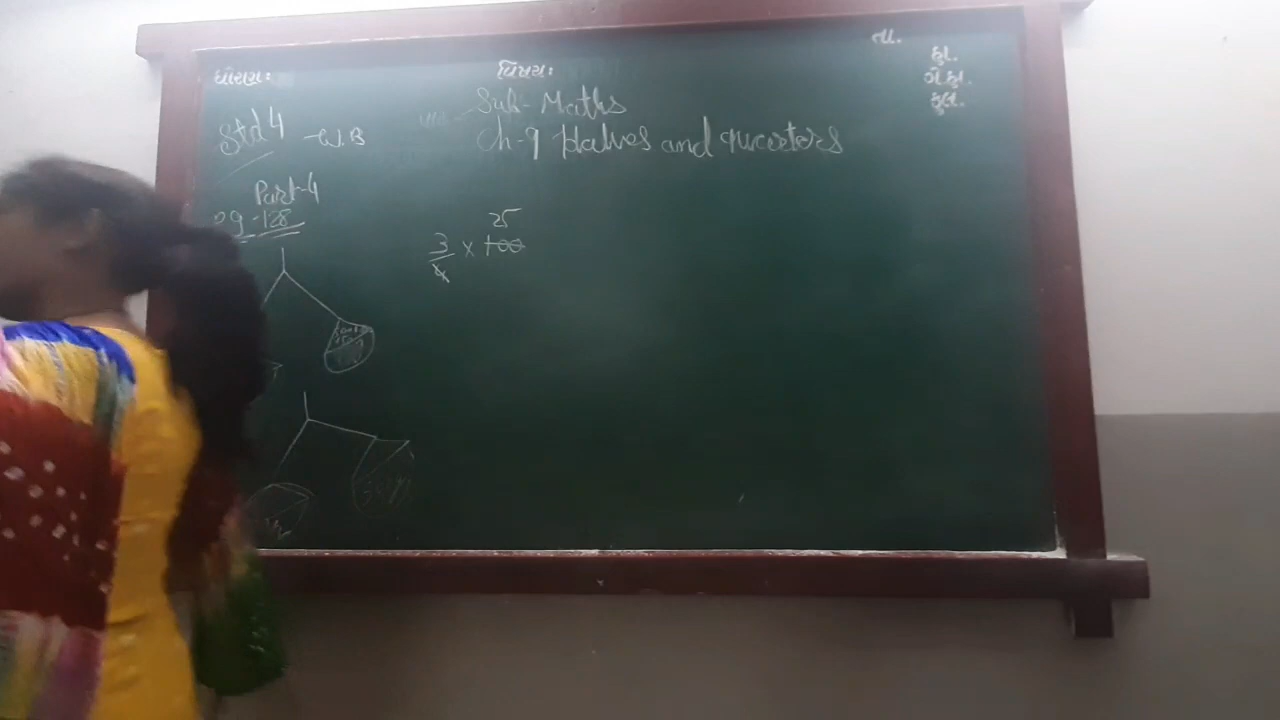 તા.
હા.
ગે.હા.
કુલ.
ધોરણ:
વિષય:
Std 4 - W.B
Sub- Maths
Ch-9 Halves and quarters
Part-4
Pg -128
25
3/4 x 100